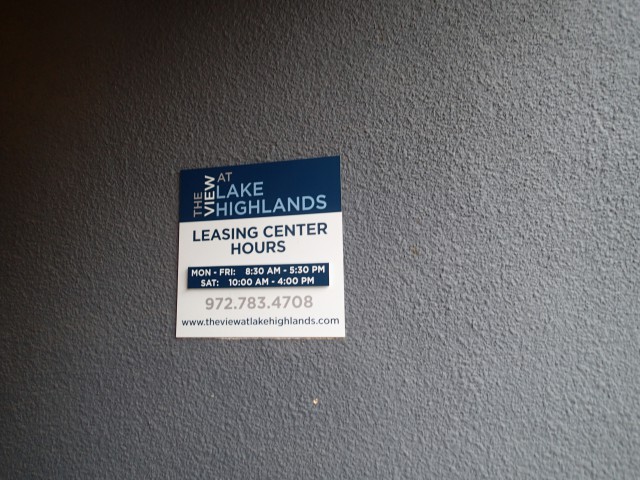 THE VIEW AT
LAKE
HIGHLANDS
LEASING CENTER
HOURS
MON - FRI: 8:30 AM - 5:30 PM
SAT: 10:00 AM - 4:00 PM
972.783.4708
www.theviewatlakehighlands.com